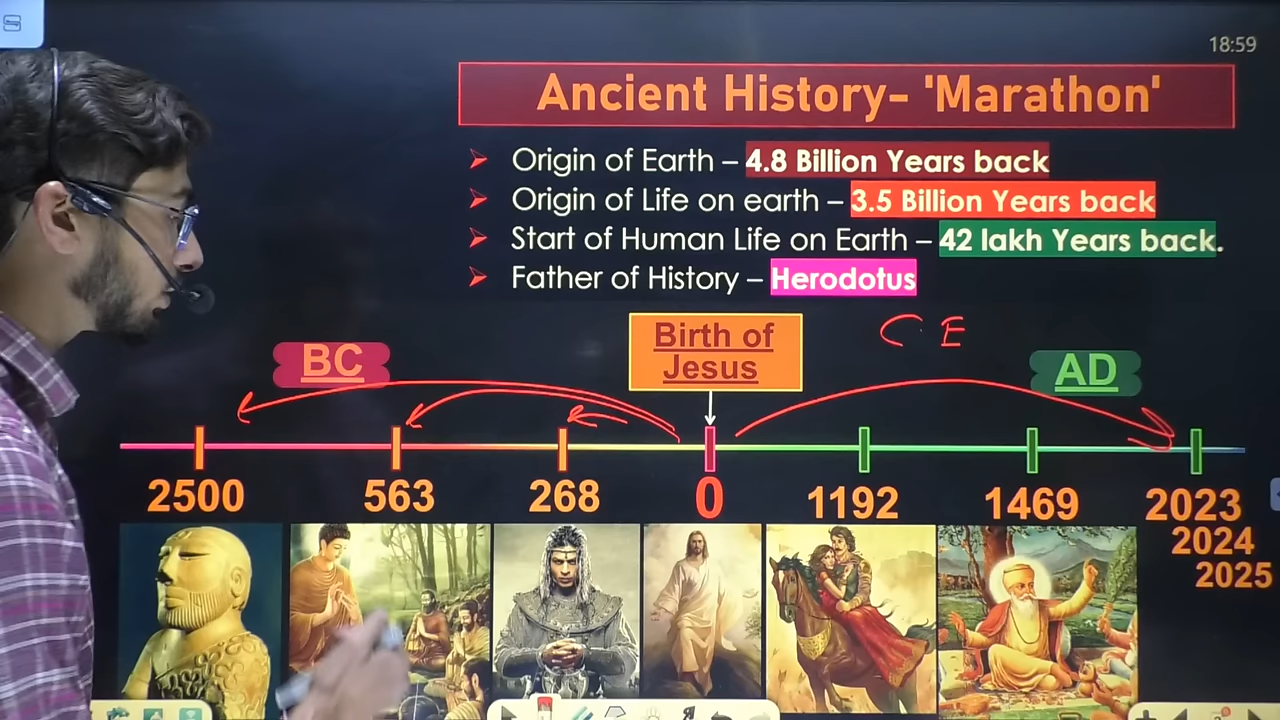 18:59
Ancient History- 'Marathon'
Origin of Earth – 4.8 Billion Years back
Origin of Life on earth – 3.5 Billion Years back
Start of Human Life on Earth – 42 lakh Years back.
Father of History – Herodotus
Birth of
Jesus
C E
BC
AD
2500 563 268 0 1192 1469 2023
2024
2025